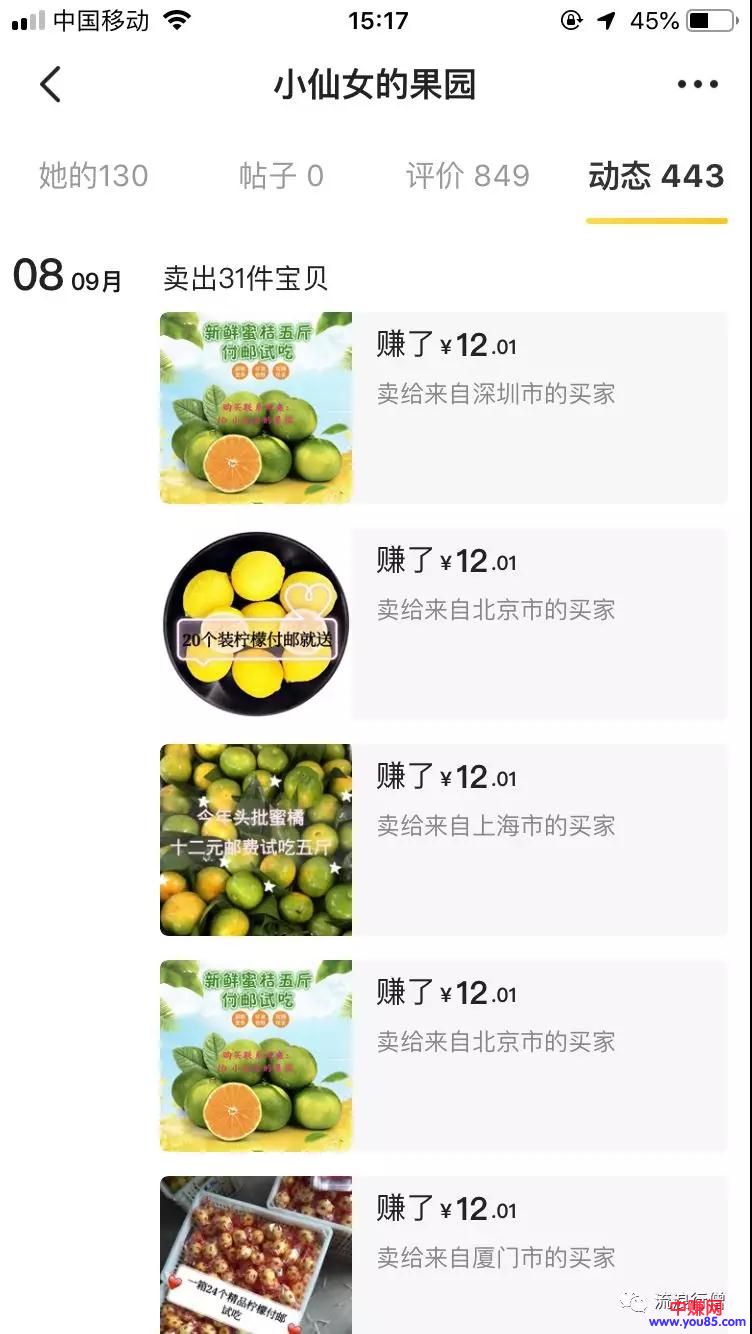 中国移动
15:17
45%
小仙女的果园
她的130
帖子 0
评价 849
动态 443
08 09月
卖出31件宝贝
新鲜蜜桔五斤
付邮试吃
赚了¥12.01
卖给来自深圳市的买家
20个装柠檬付邮就送
赚了¥12.01
卖给来自北京市的买家
今年头批蜜橘
十二元邮费试吃五斤
赚了¥12.01
卖给来自上海市的买家
新鲜蜜桔五斤
付邮试吃
赚了¥12.01
卖给来自北京市的买家
一箱24个精品柠檬付邮
试吃
赚了¥12.01
卖给来自厦门市的买家
流浪行僧
中赚网
www.you85.com